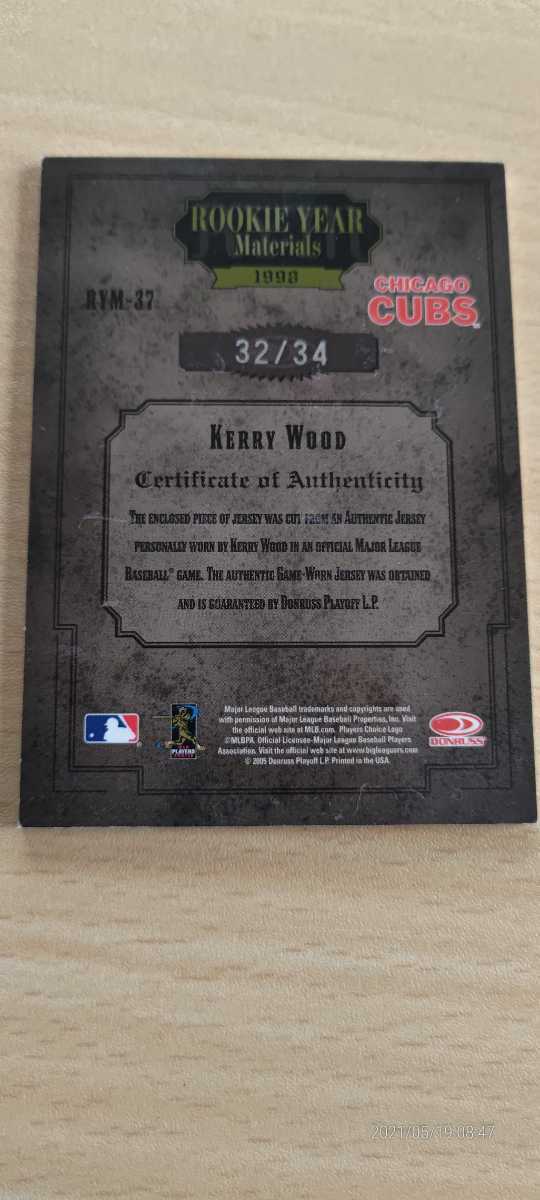 ROOKIE YEAR
Materials
1998
RYM-37
CHICAGO
CUBS
32/34
KERRY WOOD
Certificate of Authenticity
THE ENCLOSED PIECE OF JERSEY WAS CUT FROM AN AUTHENTIC JERSEY
PERSONALLY WORN BY KERRY WOOD IN AN OFFICIAL MAJOR LEAGUE
BASEBALL® GAME. THE AUTHENTIC GAME-WORN JERSEY WAS OBTAINED
AND IS GUARANTEED BY DONRUSS PLAYOFF L.P.
Major League Baseball trademarks and copyrights are used
with permission of Major League Baseball Properties, Inc. Visit
the official web site at MLB.com. Players Choice Logo
©MLBPA. Official Licensee-Major League Baseball Players
Association. Visit the official web site at www.bigleaguers.com
© 2005 Donruss Playoff L.P. Printed in the USA.
PLAYERS
CHOICE
DONRUSS
2021/05/19 08:47